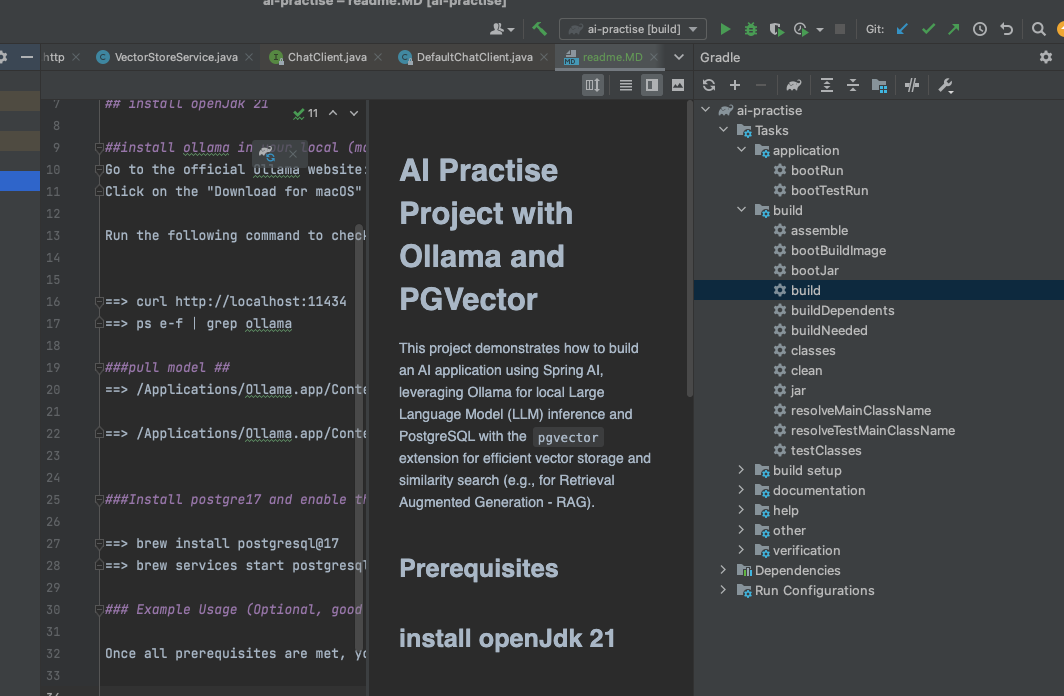 ai-practise – readme.MD [ai-practise]
ai-practise [build]
Git:
http
VectorStoreService.java
ChatClient.java
DefaultChatClient.java
readme.MD
Gradle
7 ## install openJdk 21
11
8
9 ##install ollama in your local (ma
10 Go to the official Ollama website:
11 Click on the "Download for macOS"
12
13 Run the following command to check
14
15
16 ==> curl http://localhost:11434
17 ==> ps e-f | grep ollama
18
19 ###pull model ##
20 ==> /Applications/Ollama.app/Conte
21
22 ==> /Applications/Ollama.app/Conte
23
24
25 ###Install postgre17 and enable th
26
27 ==> brew install postgresql@17
28 ==> brew services start postgresql
29
30 ### Example Usage (Optional, good
31
32 Once all prerequisites are met, yo
33
34
AI Practise
Project with
Ollama and
PGVector
This project demonstrates how to build
an AI application using Spring AI,
leveraging Ollama for local Large
Language Model (LLM) inference and
PostgreSQL with the pgvector
extension for efficient vector storage and
similarity search (e.g., for Retrieval
Augmented Generation - RAG).
Prerequisites
install openJdk 21
ai-practise
Tasks
application
bootRun
bootTestRun
build
assemble
bootBuildImage
bootJar
build
buildDependents
buildNeeded
classes
clean
jar
resolveMainClassName
resolveTestMainClassName
testClasses
build setup
documentation
help
other
verification
Dependencies
Run Configurations